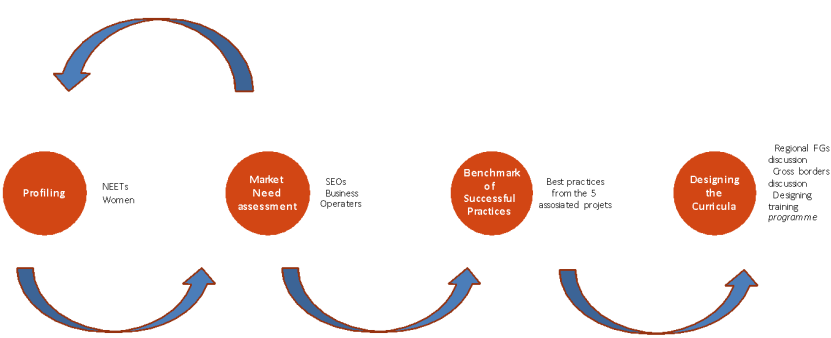 Profiling
NEETs
Women
Market
Need
assessment
SEOs
Business
Operaters
Benchmark
of
Successful
Practices
Best practices
from the 5
assosiated projets
Designing
the
Curricula
Regional FGs
discussion
Cross borders
discussion
Designing
training
programme